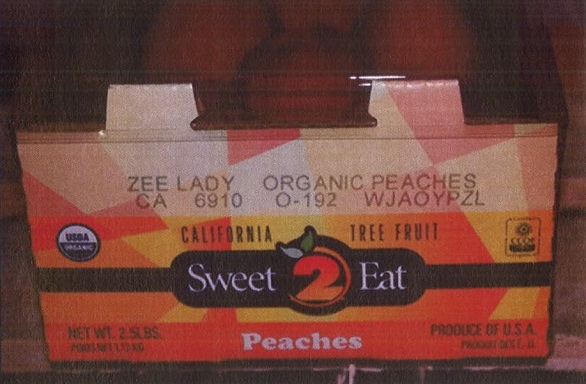 ZEE LADY ORGANIC PEACHES
CA 6910 O-192 WJAOYPZL
USDA
ORGANIC
CALIFORNIA TREE FRUIT
CCOF
Sweet 2 Eat
NET WT. 2.5LBS.
Peaches
PRODUCE OF U.S.A.